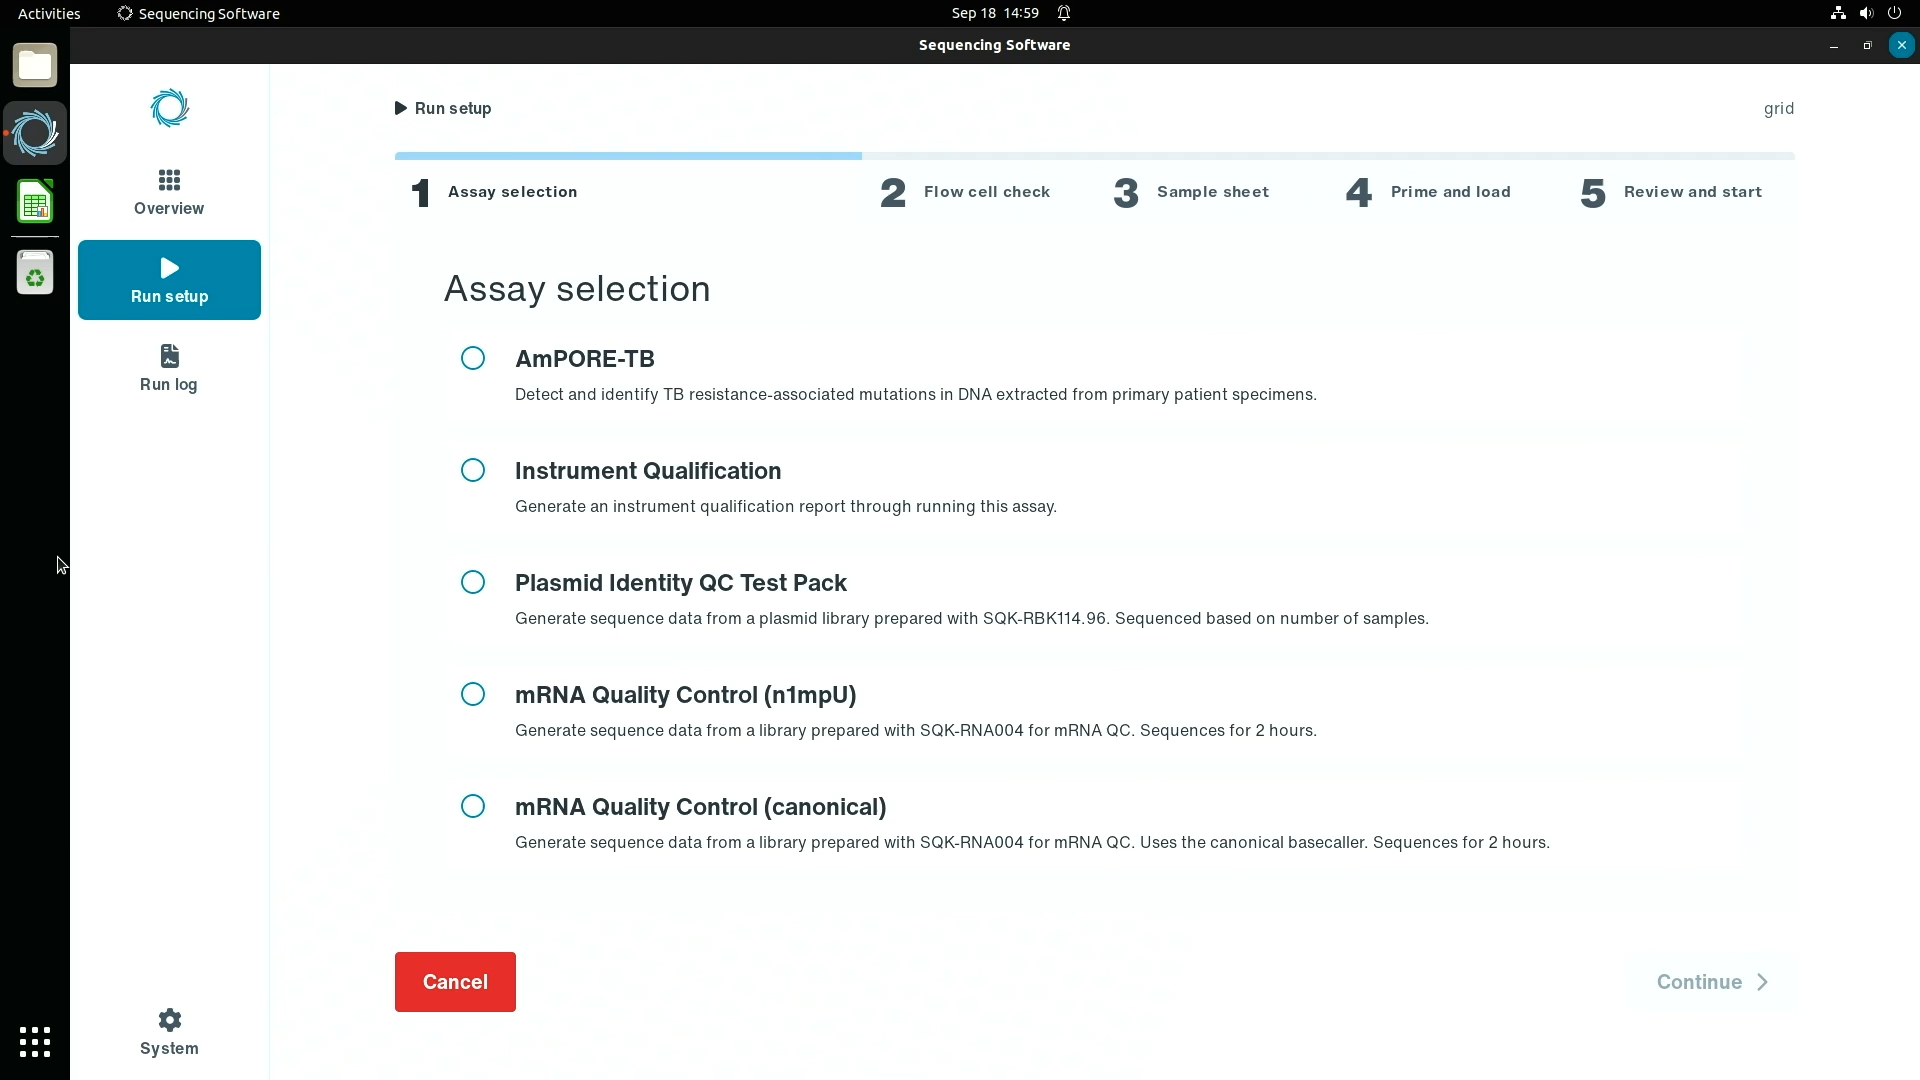 Activities
Sequencing Software
Sep 18 14:59
Sequencing Software
Overview
Run setup
Run log
System
Run setup
grid
1 Assay selection
2 Flow cell check
3 Sample sheet
4 Prime and load
5 Review and start
Assay selection
AmPORE-TB
Detect and identify TB resistance-associated mutations in DNA extracted from primary patient specimens.
Instrument Qualification
Generate an instrument qualification report through running this assay.
Plasmid Identity QC Test Pack
Generate sequence data from a plasmid library prepared with SQK-RBK114.96. Sequenced based on number of samples.
mRNA Quality Control (n1mpU)
Generate sequence data from a library prepared with SQK-RNA004 for mRNA QC. Sequences for 2 hours.
mRNA Quality Control (canonical)
Generate sequence data from a library prepared with SQK-RNA004 for mRNA QC. Uses the canonical basecaller. Sequences for 2 hours.
Cancel
Continue